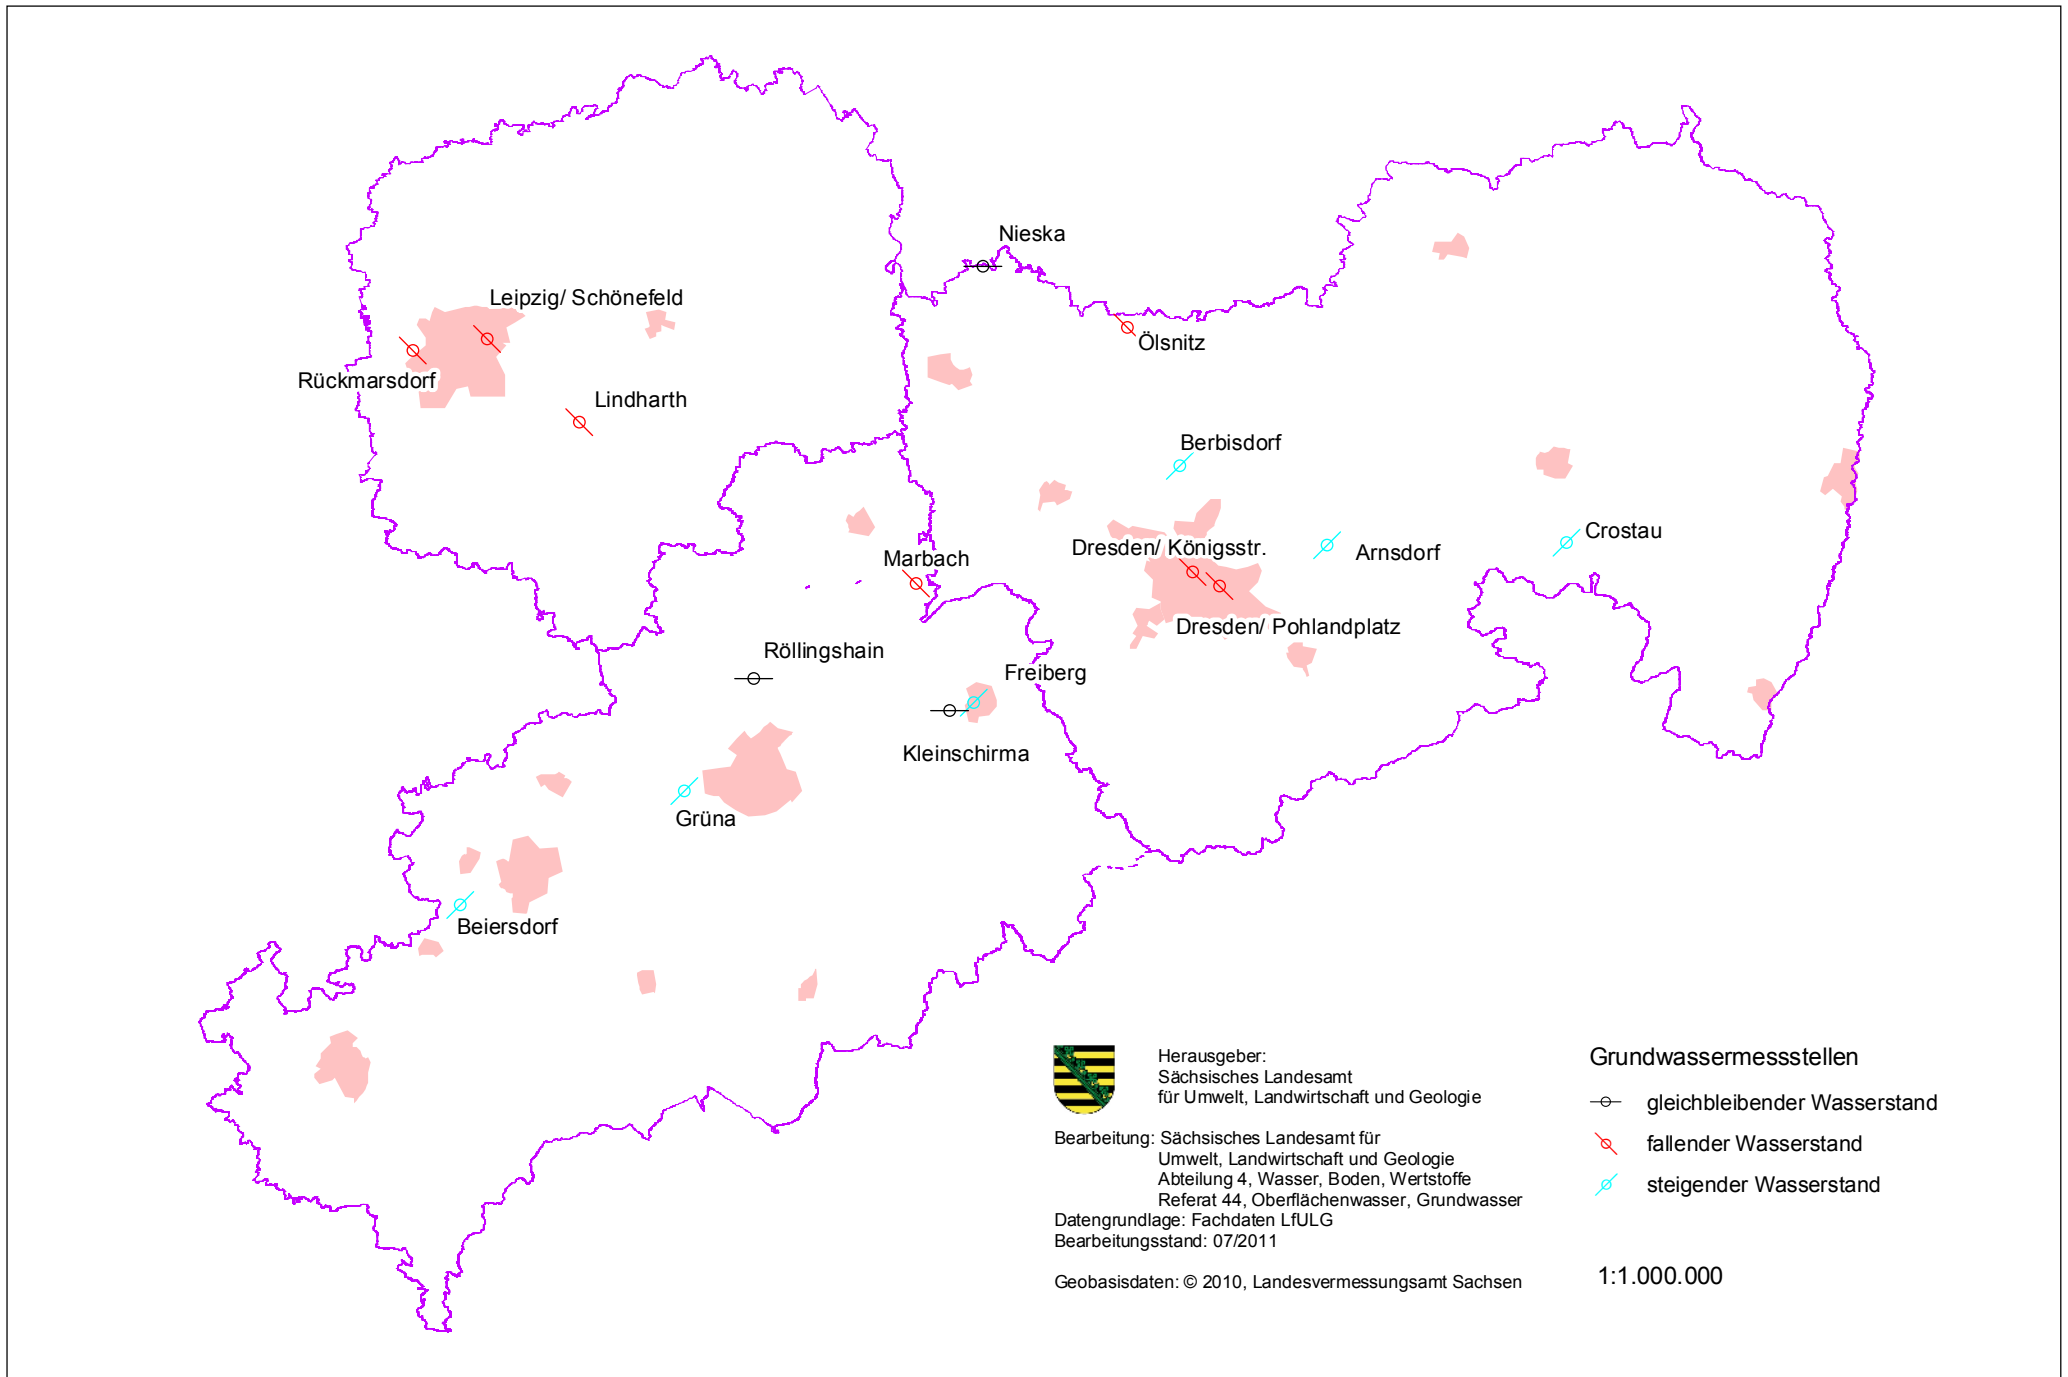 Nieska
Leipzig/ Schönefeld
Ölsnitz
Rückmarsdorf
Lindharth
Berbisdorf
Crostau
Dresden/ Königsstr.
Arnsdorf
Marbach
Dresden/ Pohlandplatz
Röllingshain
Freiberg
Kleinschirma
Grüna
Beiersdorf
Herausgeber:
Sächsisches Landesamt
für Umwelt, Landwirtschaft und Geologie
Bearbeitung: Sächsisches Landesamt für
Umwelt, Landwirtschaft und Geologie
Abteilung 4, Wasser, Boden, Wertstoffe
Referat 44, Oberflächenwasser, Grundwasser
Datengrundlage: Fachdaten LfULG
Bearbeitungsstand: 07/2011
Geobasisdaten: © 2010, Landesvermessungsamt Sachsen
Grundwassermessstellen
gleichbleibender Wasserstand
fallender Wasserstand
steigender Wasserstand
1:1.000.000